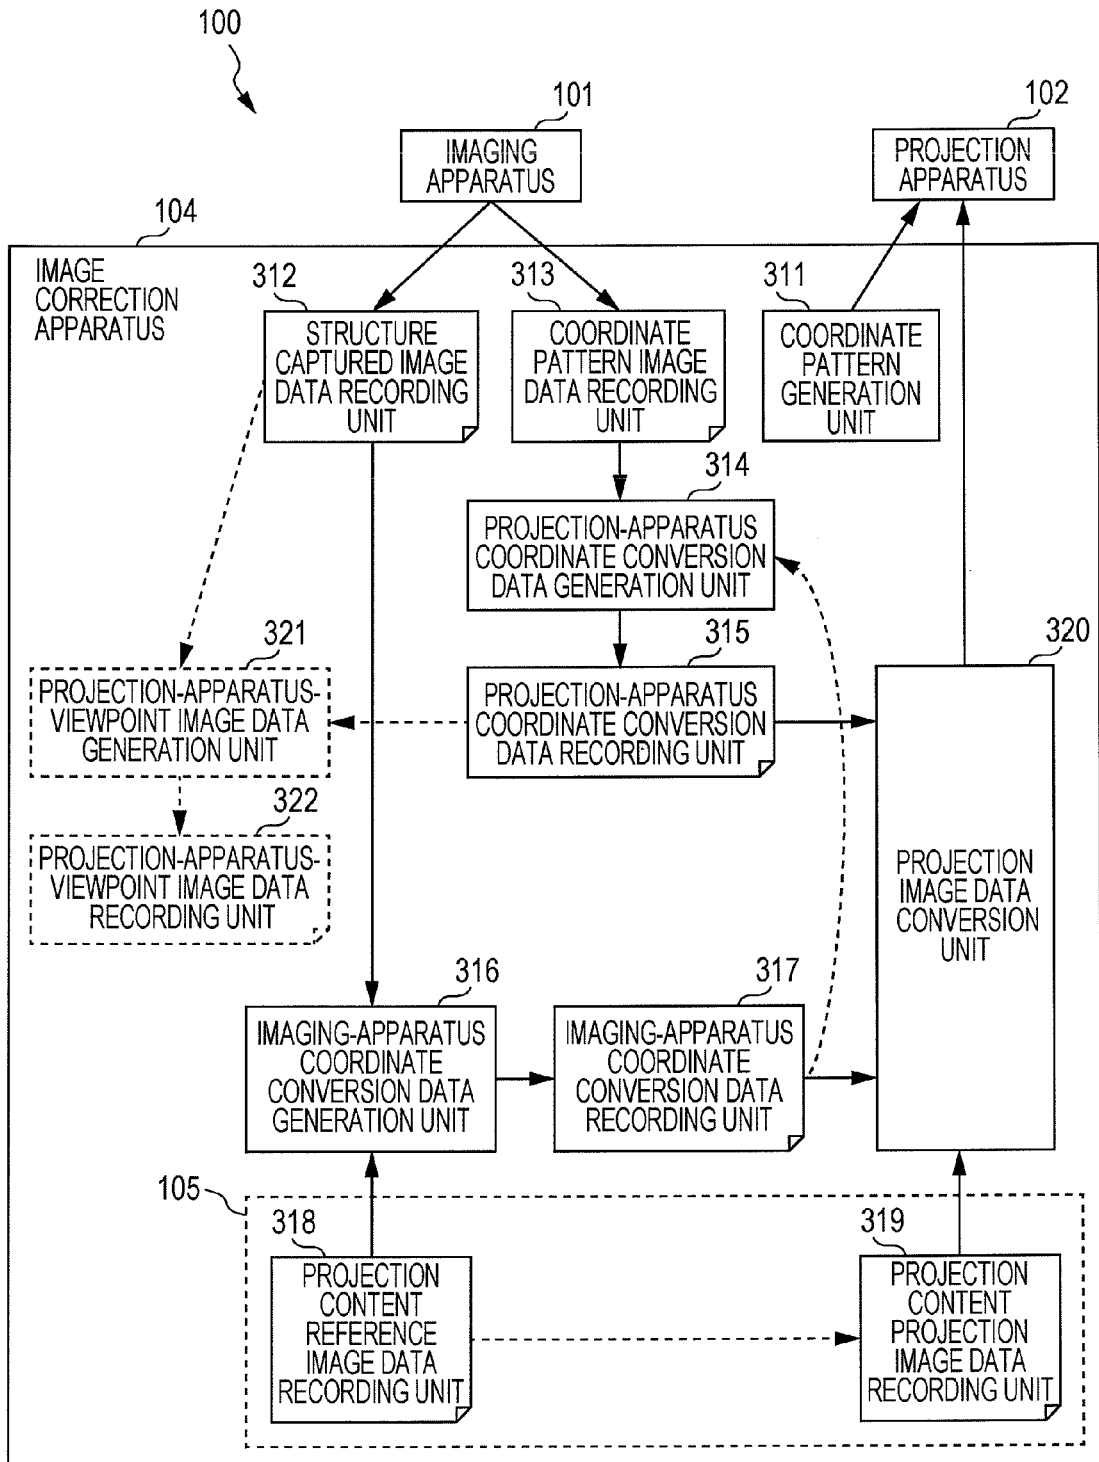 100
101
102
IMAGING
APPARATUS
PROJECTION
APPARATUS
104
IMAGE
CORRECTION
APPARATUS
312
313
311
STRUCTURE
CAPTURED IMAGE
DATA RECORDING
UNIT
COORDINATE
PATTERN IMAGE
DATA RECORDING
UNIT
COORDINATE
PATTERN
GENERATION
UNIT
314
PROJECTION-APPARATUS
COORDINATE CONVERSION
DATA GENERATION UNIT
321
315
320
PROJECTION-APPARATUS-
VIEWPOINT IMAGE DATA
GENERATION UNIT
PROJECTION-APPARATUS
COORDINATE CONVERSION
DATA RECORDING UNIT
322
PROJECTION-APPARATUS-
VIEWPOINT IMAGE DATA
RECORDING UNIT
PROJECTION
IMAGE DATA
CONVERSION
UNIT
316
317
IMAGING-APPARATUS
COORDINATE
CONVERSION DATA
GENERATION UNIT
IMAGING-APPARATUS
COORDINATE
CONVERSION DATA
RECORDING UNIT
105
318
319
PROJECTION
CONTENT
REFERENCE
IMAGE DATA
RECORDING UNIT
PROJECTION
CONTENT
PROJECTION
IMAGE DATA
RECORDING UNIT